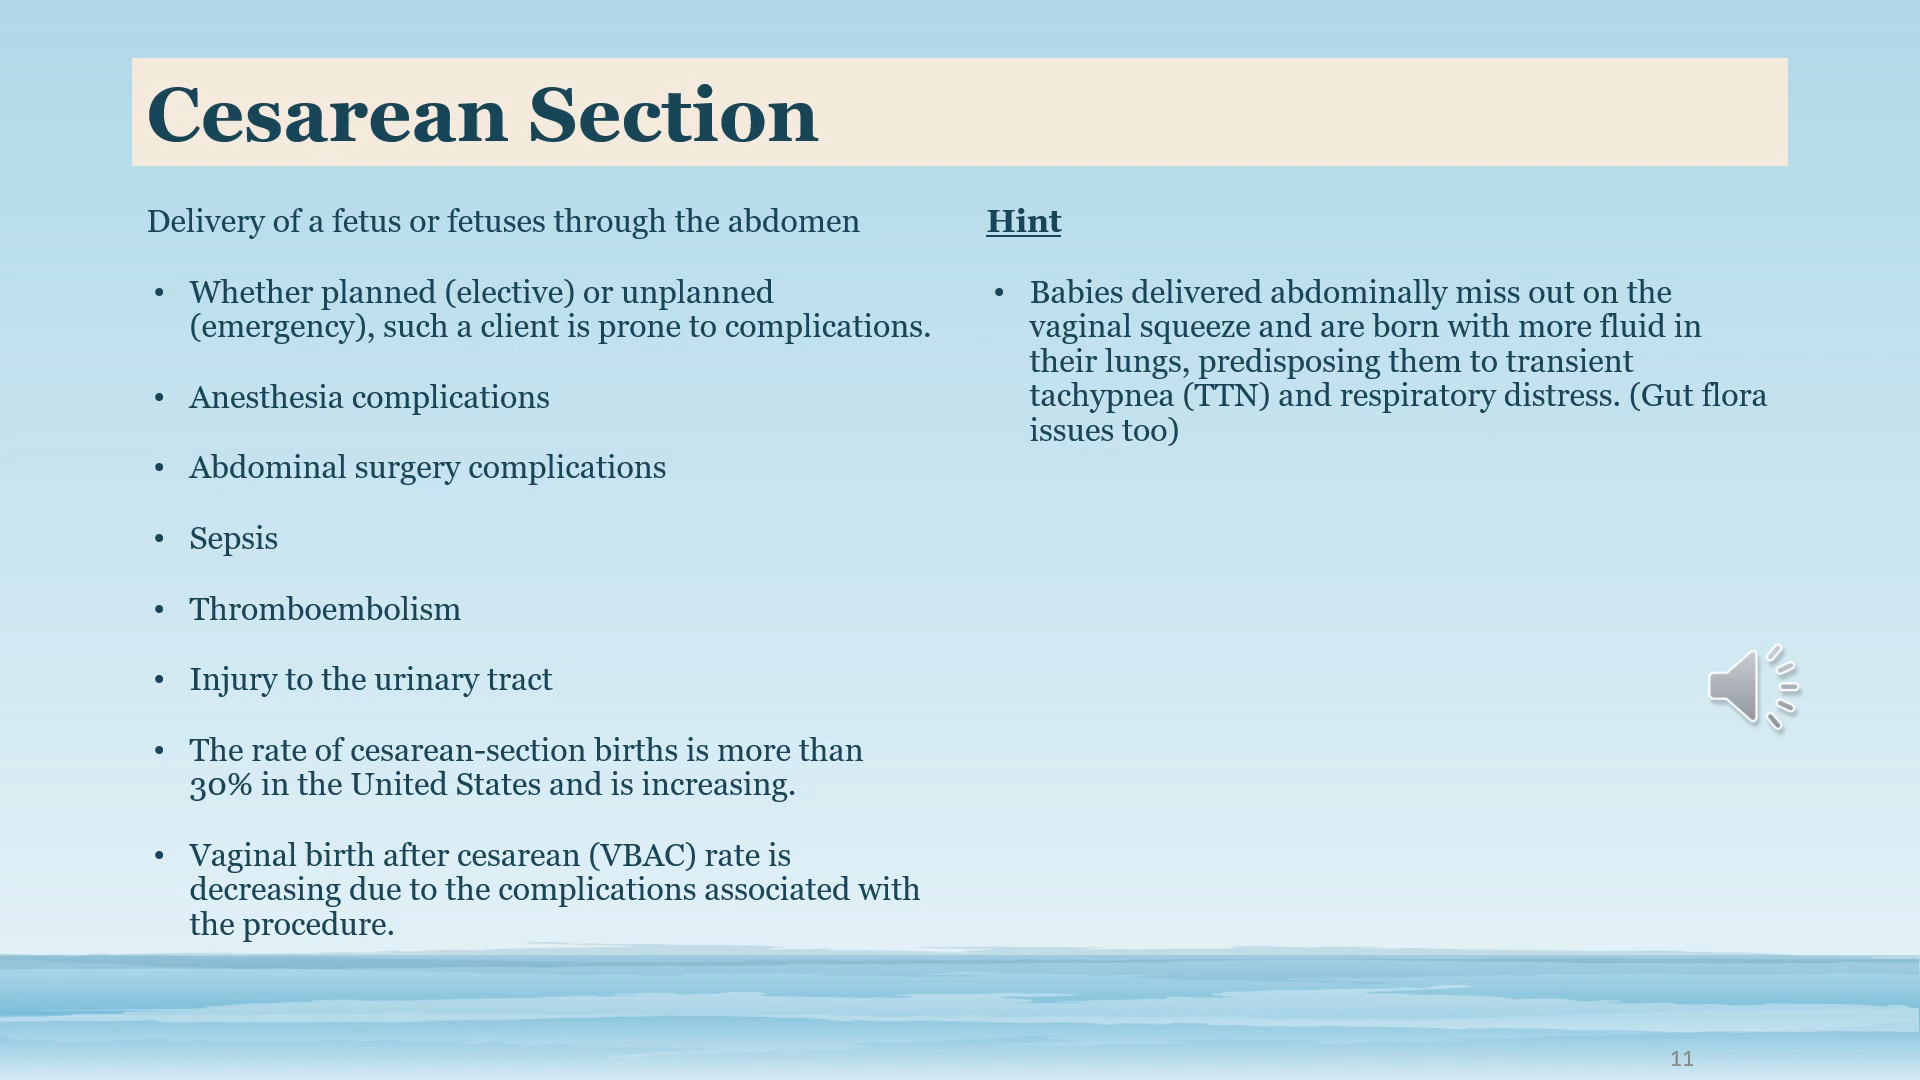 Cesarean Section
Delivery of a fetus or fetuses through the abdomen
• Whether planned (elective) or unplanned
(emergency), such a client is prone to complications.
• Anesthesia complications
• Abdominal surgery complications
• Sepsis
• Thromboembolism
• Injury to the urinary tract
• The rate of cesarean-section births is more than
30% in the United States and is increasing.
• Vaginal birth after cesarean (VBAC) rate is
decreasing due to the complications associated with
the procedure.
Hint
• Babies delivered abdominally miss out on the
vaginal squeeze and are born with more fluid in
their lungs, predisposing them to transient
tachypnea (TTN) and respiratory distress. (Gut flora
issues too)
11